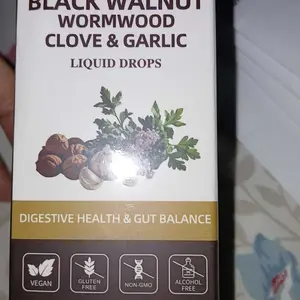 BLACK WALNUT
WORMWOOD
CLOVE & GARLIC
LIQUID DROPS
DIGESTIVE HEALTH & GUT BALANCE
VEGAN
GLUTEN
FREE
NON-GMO
ALCOHOL
FREE